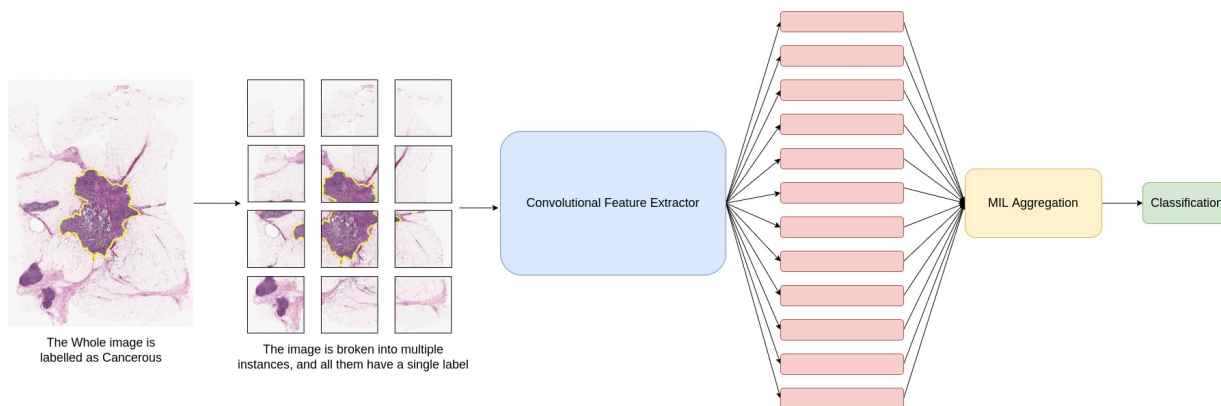 The Whole image is
labelled as Cancerous
The image is broken into multiple
instances, and all them have a single label
Convolutional Feature Extractor
MIL Aggregation
Classification